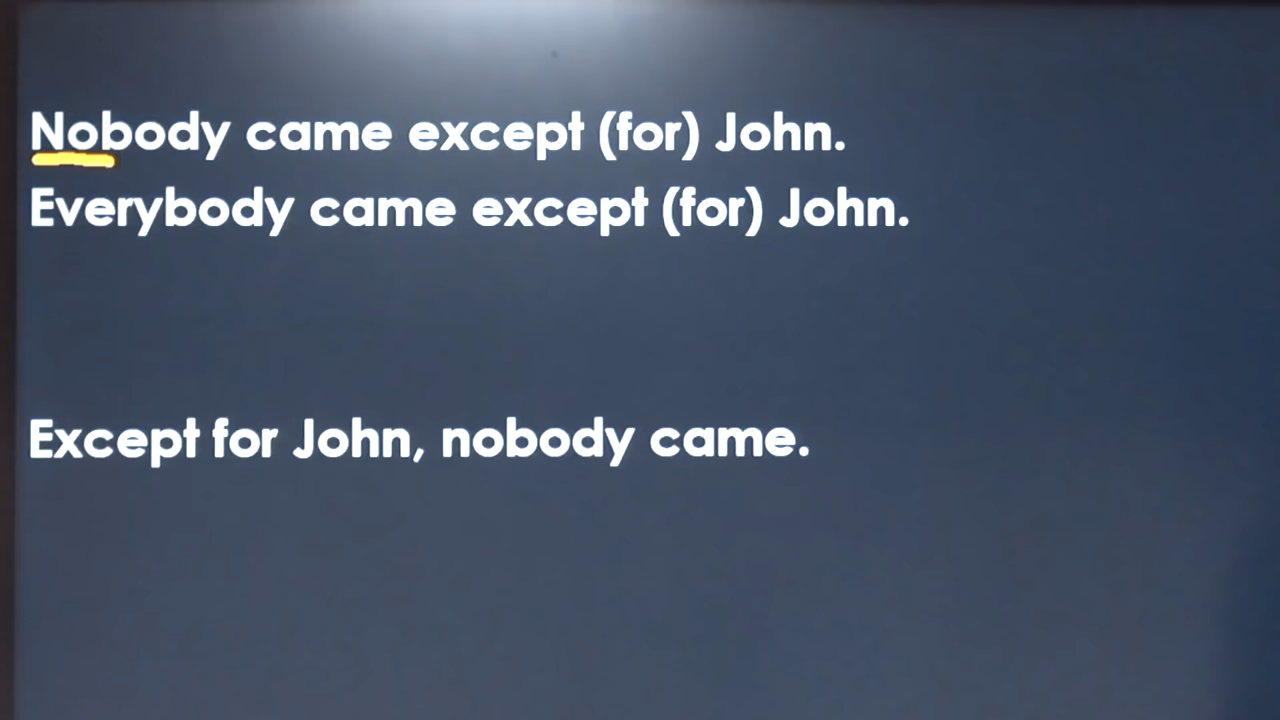 Nobody came except (for) John.
Everybody came except (for) John.
Except for John, nobody came.